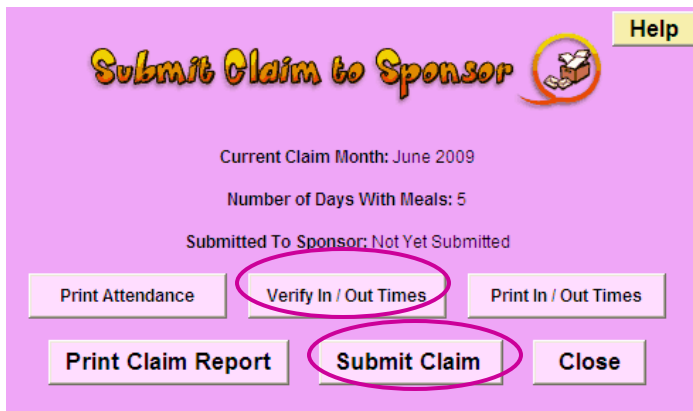 Help
Submit Claim to Sponsor
Current Claim Month: June 2009
Number of Days With Meals: 5
Submitted To Sponsor: Not Yet Submitted
Print Attendance Verify In / Out Times Print In / Out Times
Print Claim Report Submit Claim Close